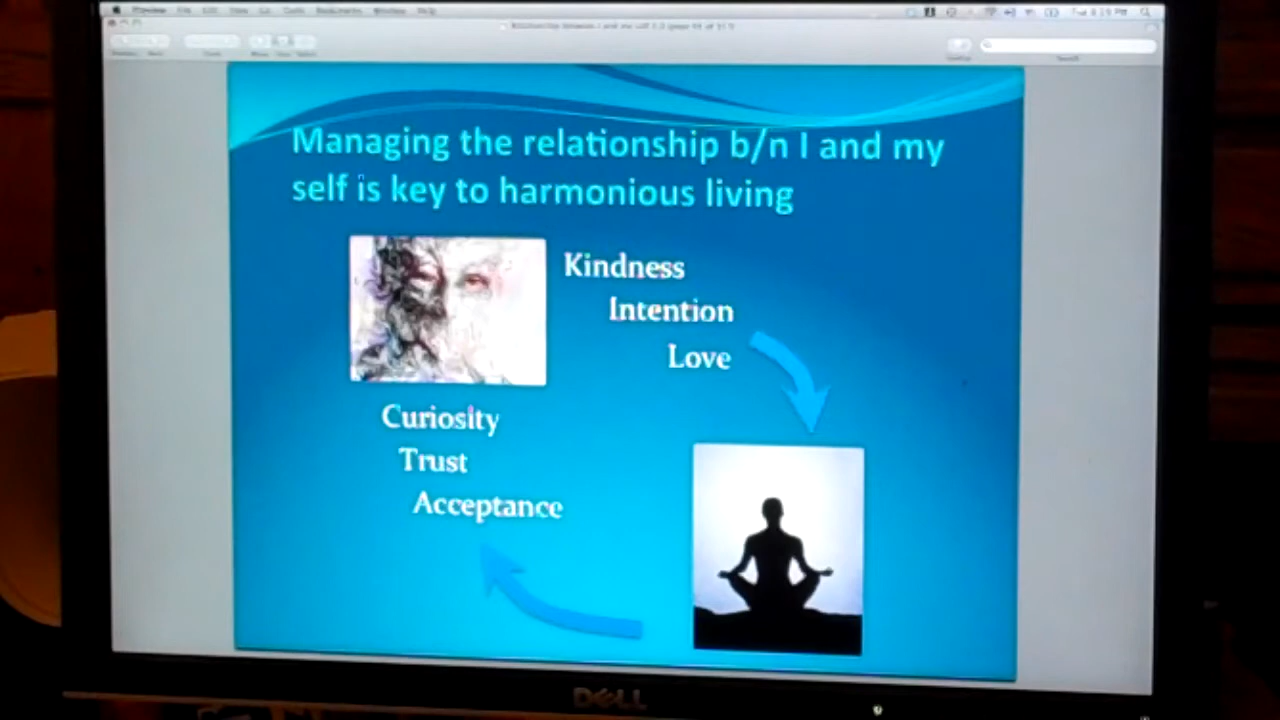 Managing the relationship b/n I and my
self is key to harmonious living
Kindness
Intention
Love
Curiosity
Trust
Acceptance
DELL